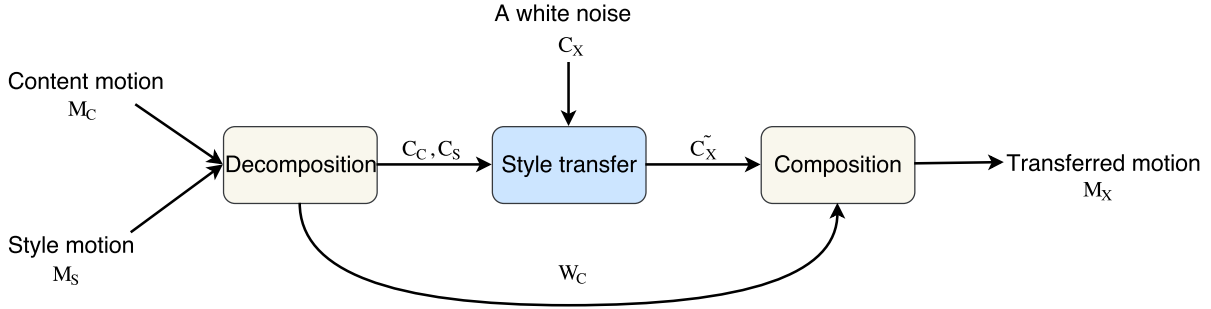 A white noise
C_X
Content motion
M_C
Decomposition
C_C , C_S
Style transfer
C̃_X
Composition
Transferred motion
M_X
Style motion
M_S
W_C